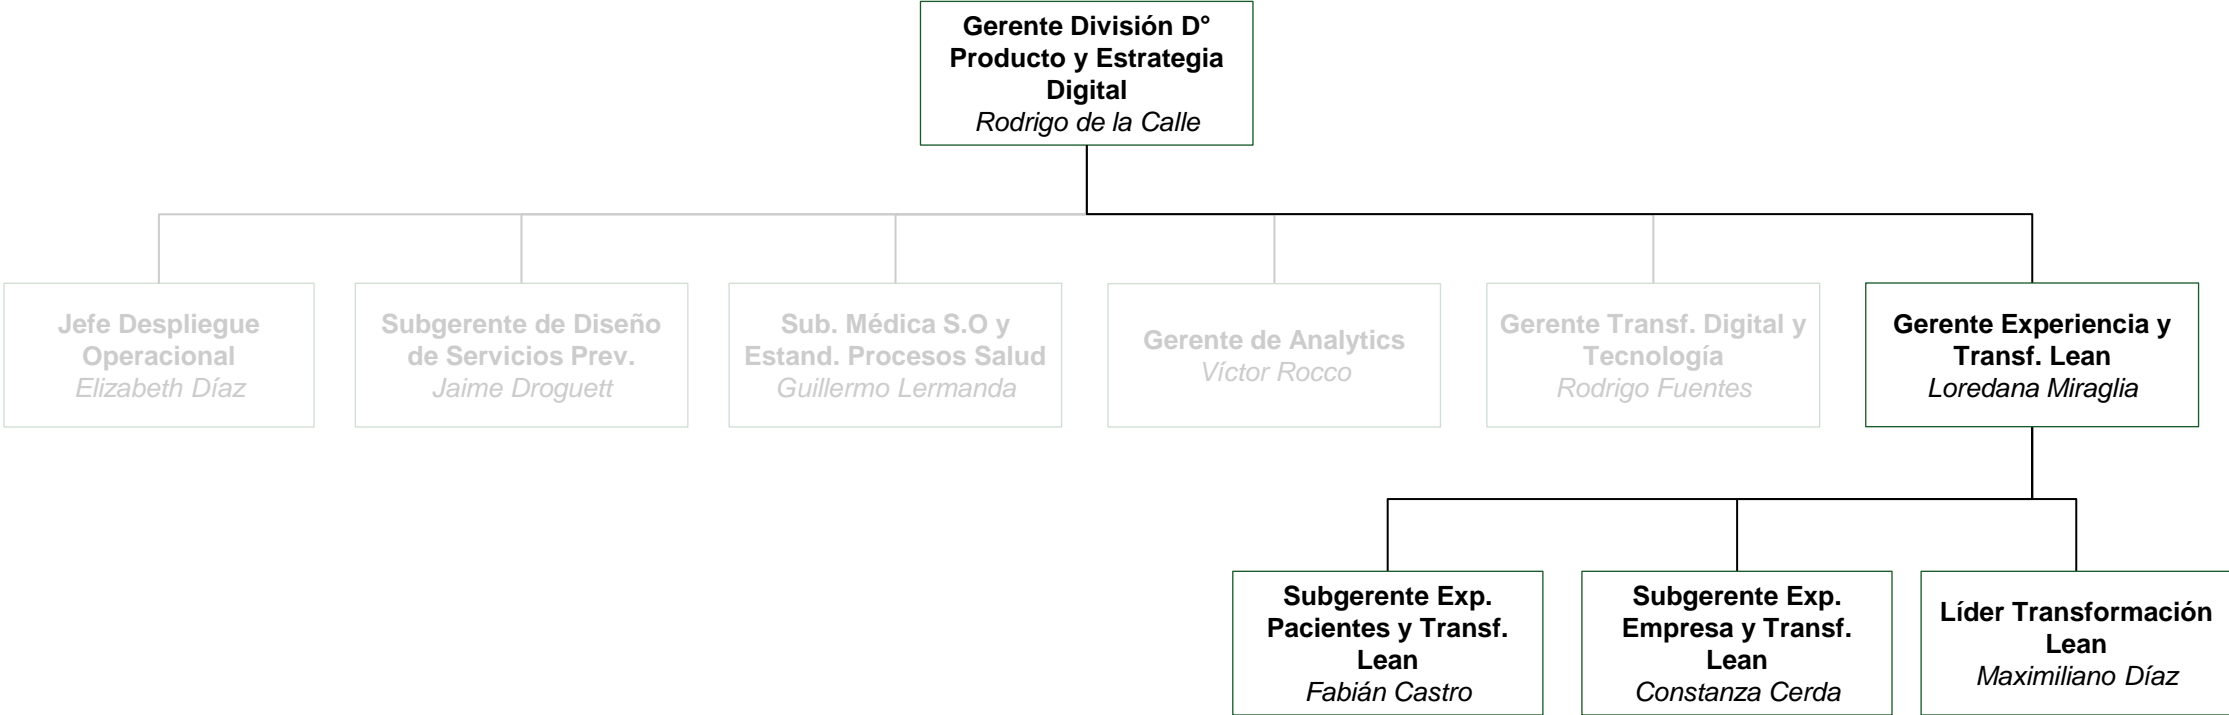 Gerente División D°
Producto y Estrategia
Digital
Rodrigo de la Calle
Jefe Despliegue
Operacional
Elizabeth Díaz
Subgerente de Diseño
de Servicios Prev.
Jaime Droguett
Sub. Médica S.O y
Estand. Procesos Salud
Guillermo Lermanda
Gerente de Analytics
Víctor Rocco
Gerente Transf. Digital y
Tecnología
Rodrigo Fuentes
Gerente Experiencia y
Transf. Lean
Loredana Miraglia
Subgerente Exp.
Pacientes y Transf.
Lean
Fabián Castro
Subgerente Exp.
Empresa y Transf.
Lean
Constanza Cerda
Líder Transformación
Lean
Maximiliano Díaz